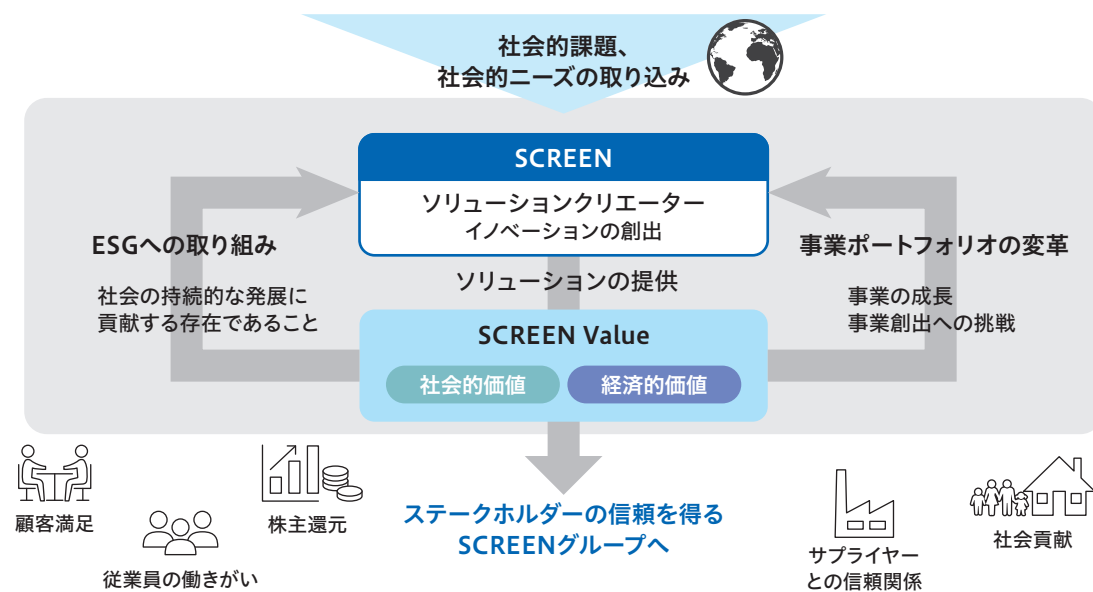 社会的課題、
社会的ニーズの取り込み
SCREEN
ソリューションクリエーター
イノベーションの創出
ESGへの取り組み
社会の持続的な発展に
貢献する存在であること
ソリューションの提供
事業ポートフォリオの変革
事業の成長
事業創出への挑戦
SCREEN Value
社会的価値
経済的価値
顧客満足
従業員の働きがい
株主還元
ステークホルダーの信頼を得る
SCREENグループへ
サプライヤー
との信頼関係
社会貢献